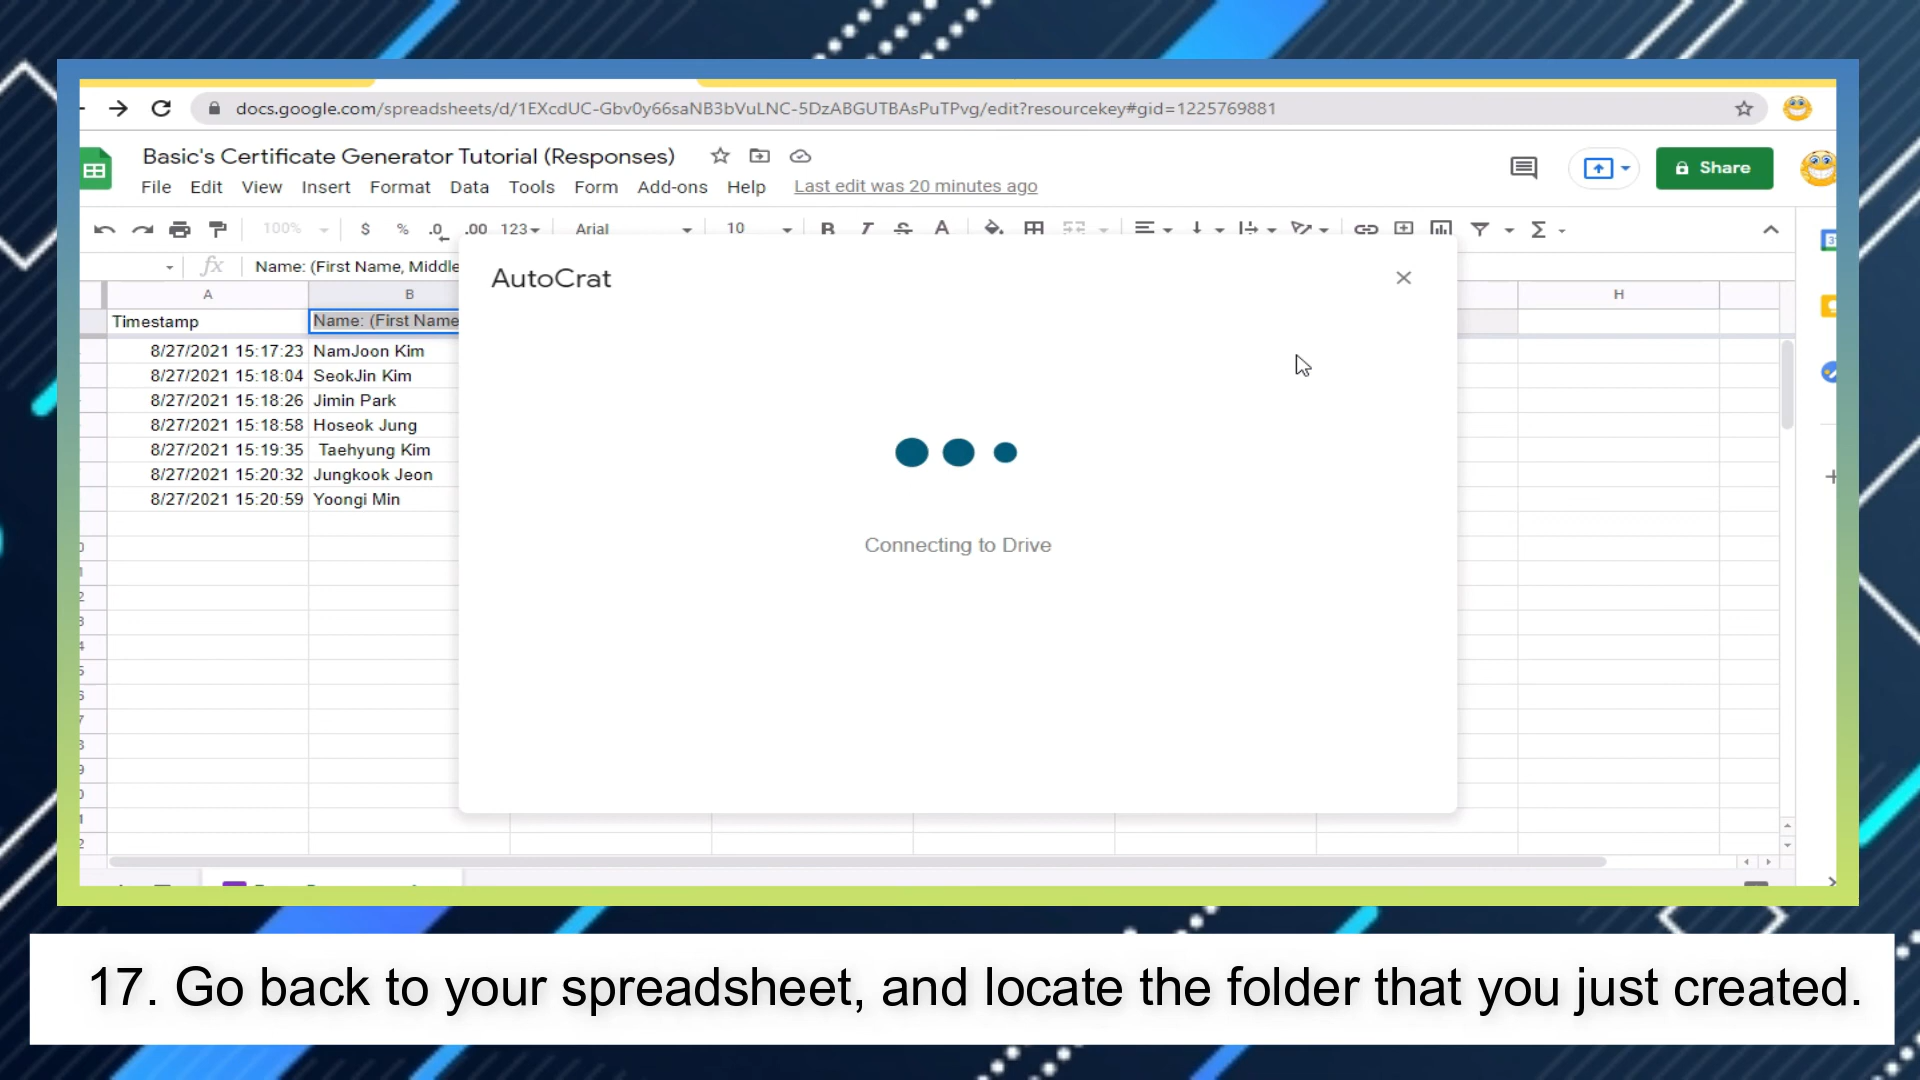 docs.google.com/spreadsheets/d/1EXcdUC-Gbv0y66saNB3bVuLNC-5DzABGUTBAsPuTPvg/edit?resourcekey#gid=1225769881
Basic's Certificate Generator Tutorial (Responses)
File Edit View Insert Format Data Tools Form Add-ons Help Last edit was 20 minutes ago
Share
100% $ % .0 .00 123 Arial 10 B I S A
fx Name: (First Name, Middle
AutoCrat
A B H
Timestamp Name: (First Name
8/27/2021 15:17:23 NamJoon Kim
8/27/2021 15:18:04 SeokJin Kim
8/27/2021 15:18:26 Jimin Park
8/27/2021 15:18:58 Hoseok Jung
8/27/2021 15:19:35 Taehyung Kim
8/27/2021 15:20:32 Jungkook Jeon
8/27/2021 15:20:59 Yoongi Min
Connecting to Drive
17. Go back to your spreadsheet, and locate the folder that you just created.